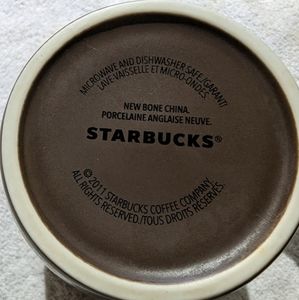 MICROWAVE AND DISHWASHER SAFE/GARANTI
LAVE-VAISSELLE ET MICRO-ONDES.
NEW BONE CHINA.
PORCELAINE ANGLAISE NEUVE.
STARBUCKS®
© 2011 STARBUCKS COFFEE COMPANY.
ALL RIGHTS RESERVED./TOUS DROITS RÉSERVÉS.